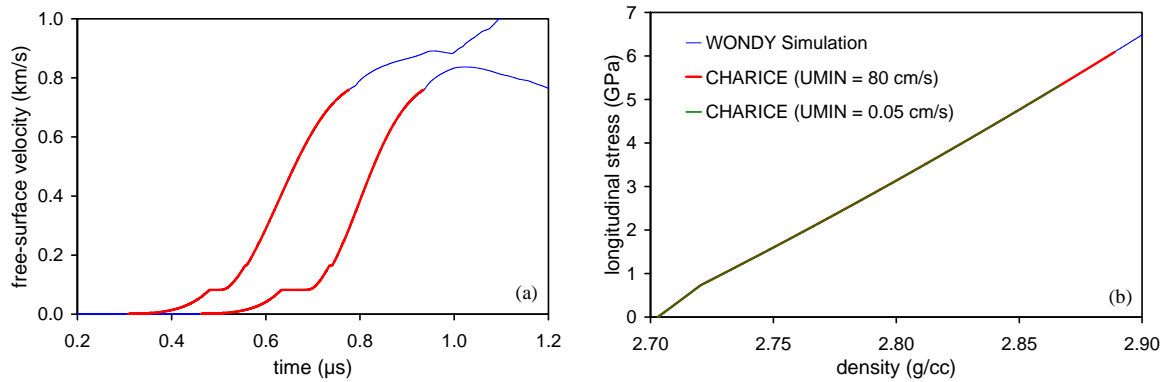 1.0
0.8
0.6
0.4
0.2
0.0
0.2
0.4
0.6
0.8
1.0
1.2
free-surface velocity (km/s)
time (µs)
(a)
7
6
5
4
3
2
1
0
2.70
2.75
2.80
2.85
2.90
longitudinal stress (GPa)
density (g/cc)
WONDY Simulation
CHARICE (UMIN = 80 cm/s)
CHARICE (UMIN = 0.05 cm/s)
(b)